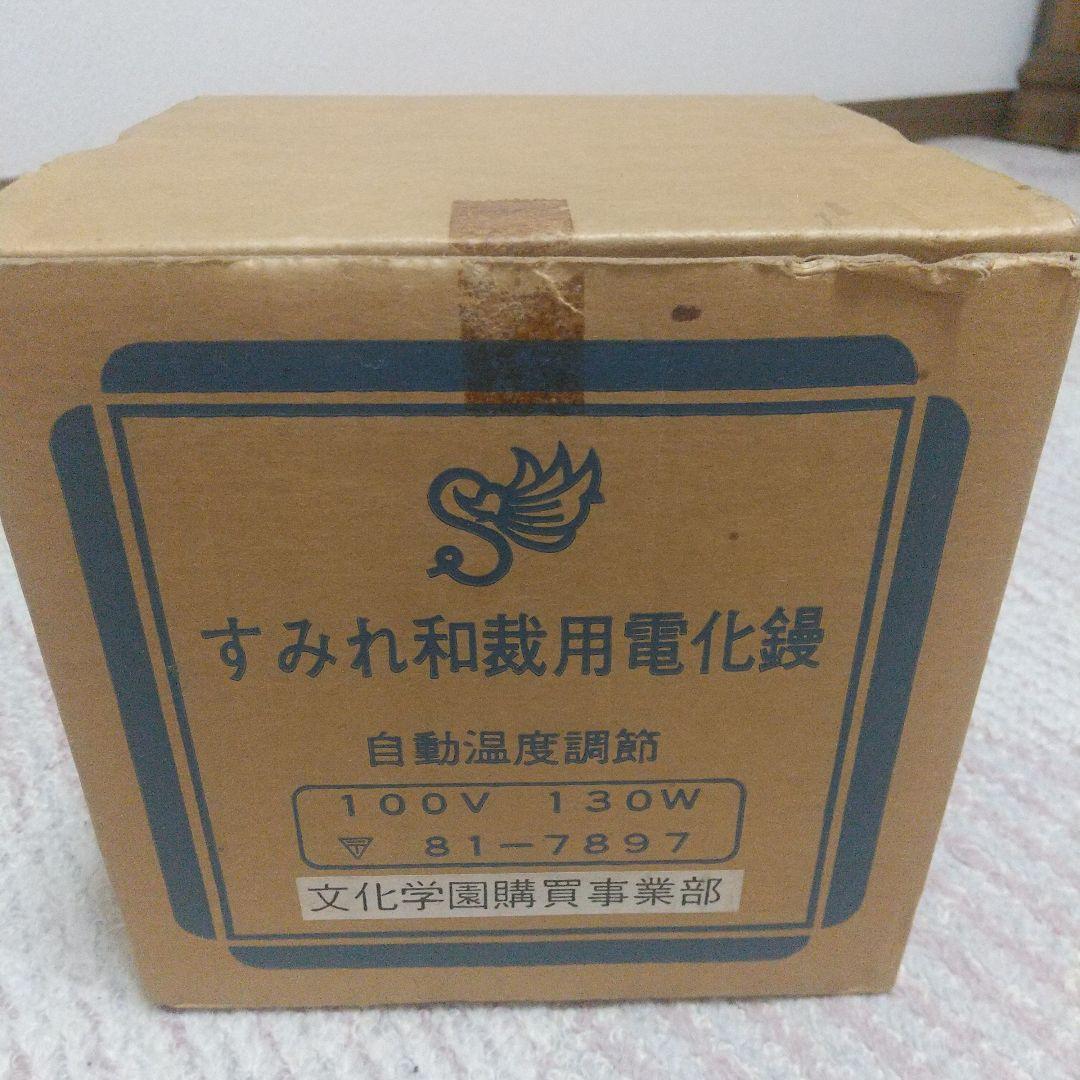 すみれ和裁用電化鏝
自動温度調節
100V 130W
〒 81-7897
文化学園購買事業部